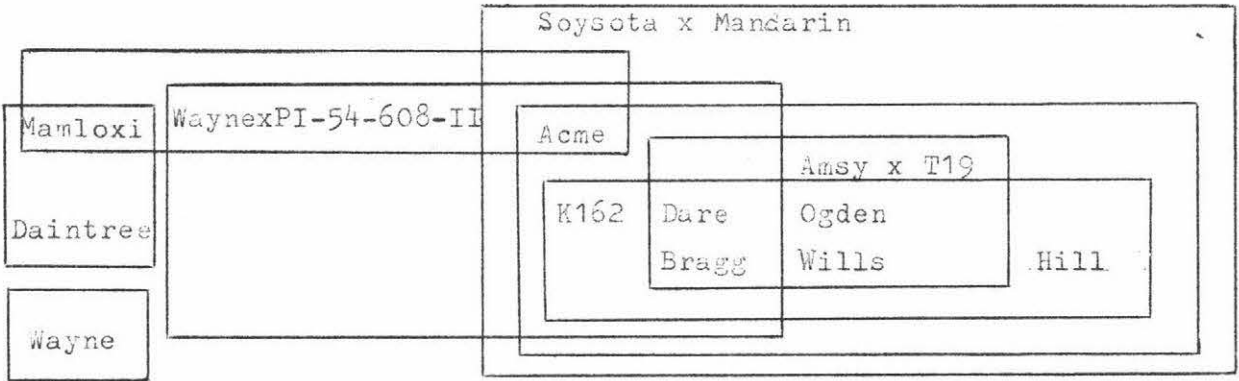 Soysota x Mandarin
Mamloxi WaynexPI-54-608-II Acme
Amsy x T19
K162 Dare Ogden
Daintree
Bragg Wills Hill
Wayne